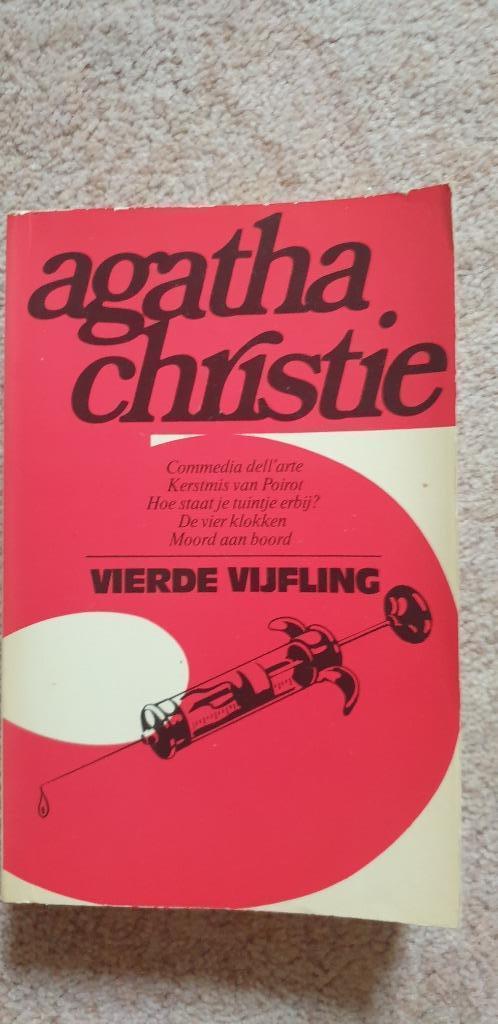 agatha
christie
Commedia dell'arte
Kerstmis van Poirot
Hoe staat je tuintje erbij?
De vier klokken
Moord aan boord
VIERDE VIJFLING